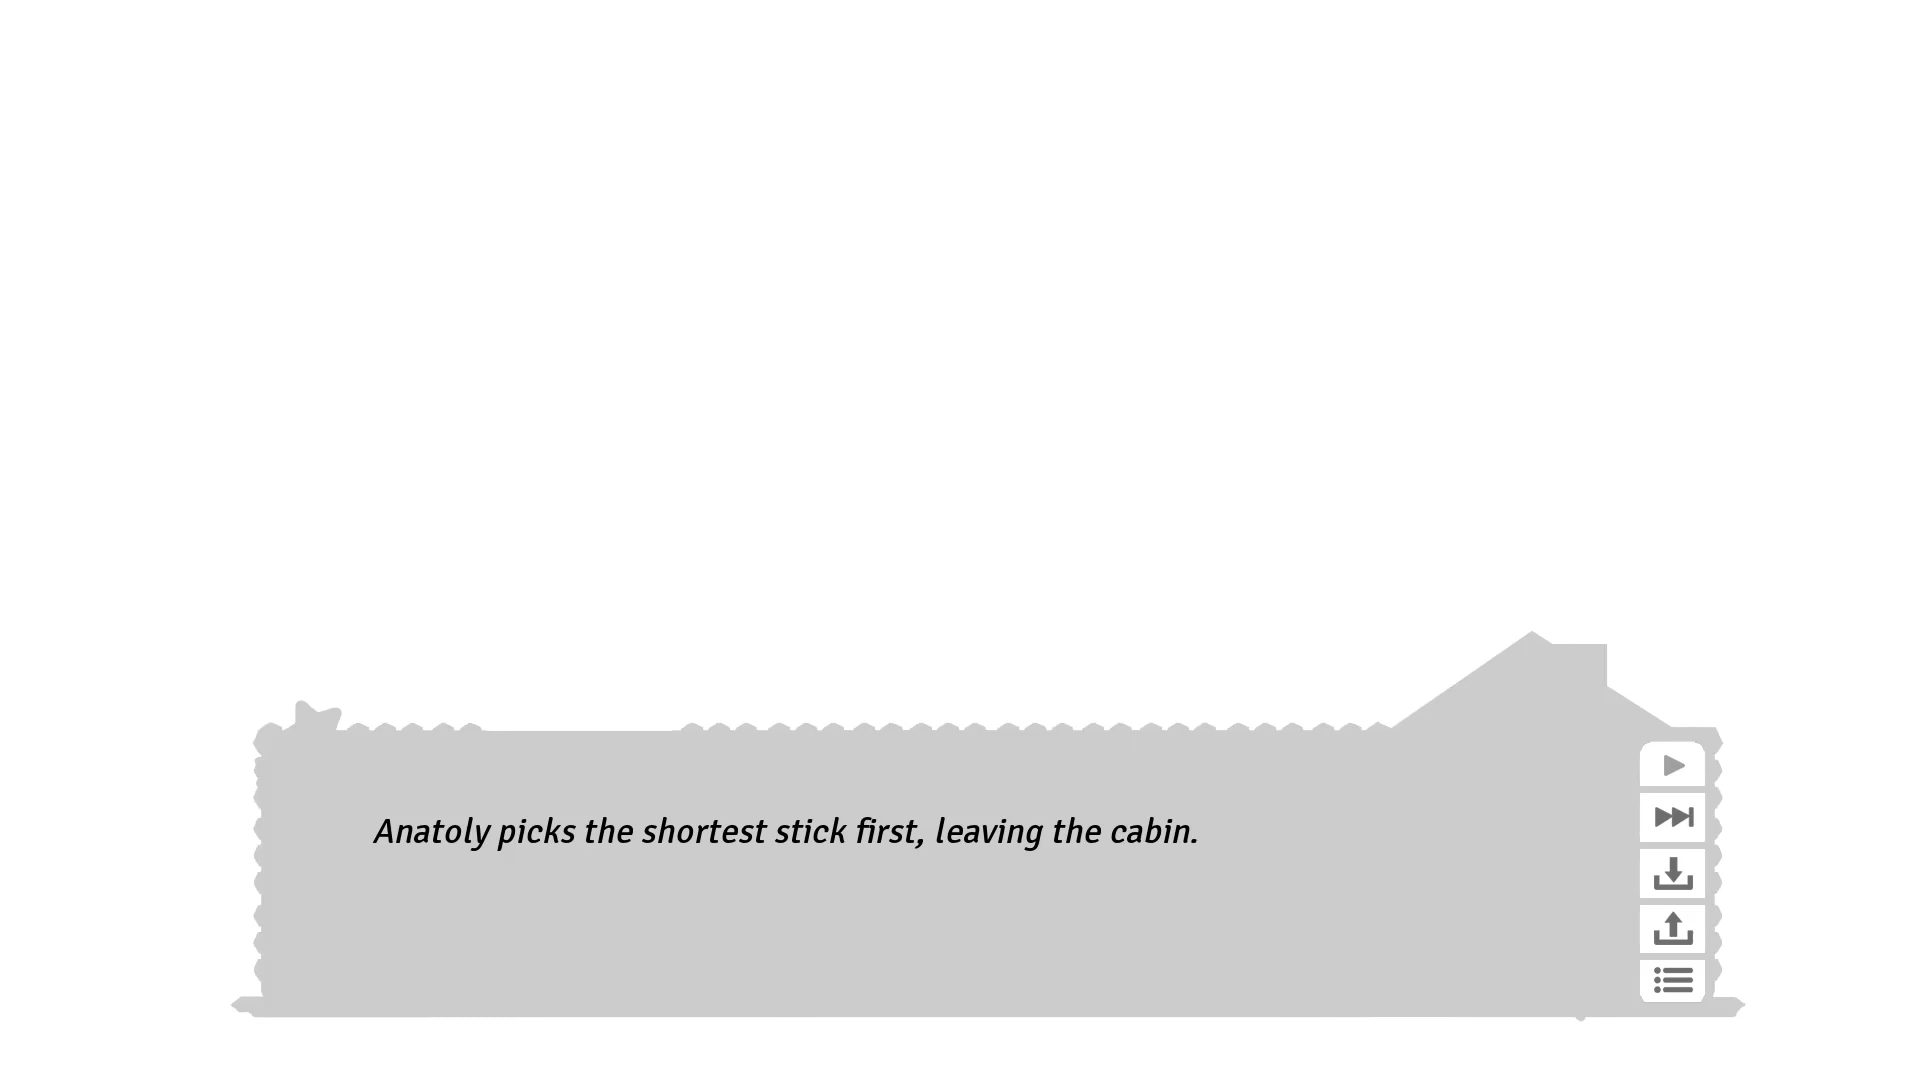 Anatoly picks the shortest stick first, leaving the cabin.